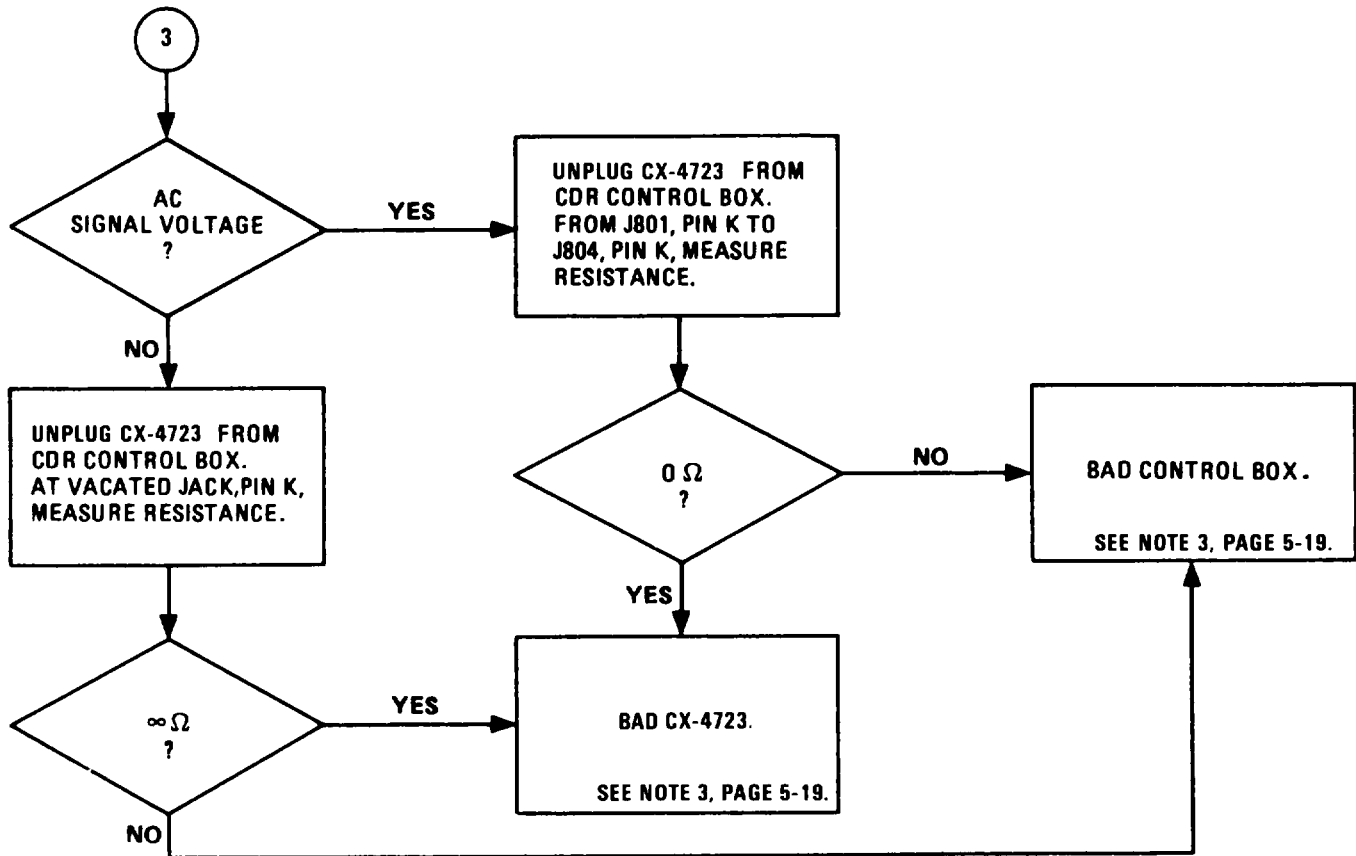 3
AC
SIGNAL VOLTAGE
?
YES
UNPLUG CX-4723 FROM
CDR CONTROL BOX.
FROM J801, PIN K TO
J804, PIN K, MEASURE
RESISTANCE.
NO
UNPLUG CX-4723 FROM
CDR CONTROL BOX.
AT VACATED JACK,PIN K,
MEASURE RESISTANCE.
0 Ω
?
NO
BAD CONTROL BOX.
SEE NOTE 3, PAGE 5-19.
YES
∞ Ω
?
YES
BAD CX-4723.
SEE NOTE 3, PAGE 5-19.
NO